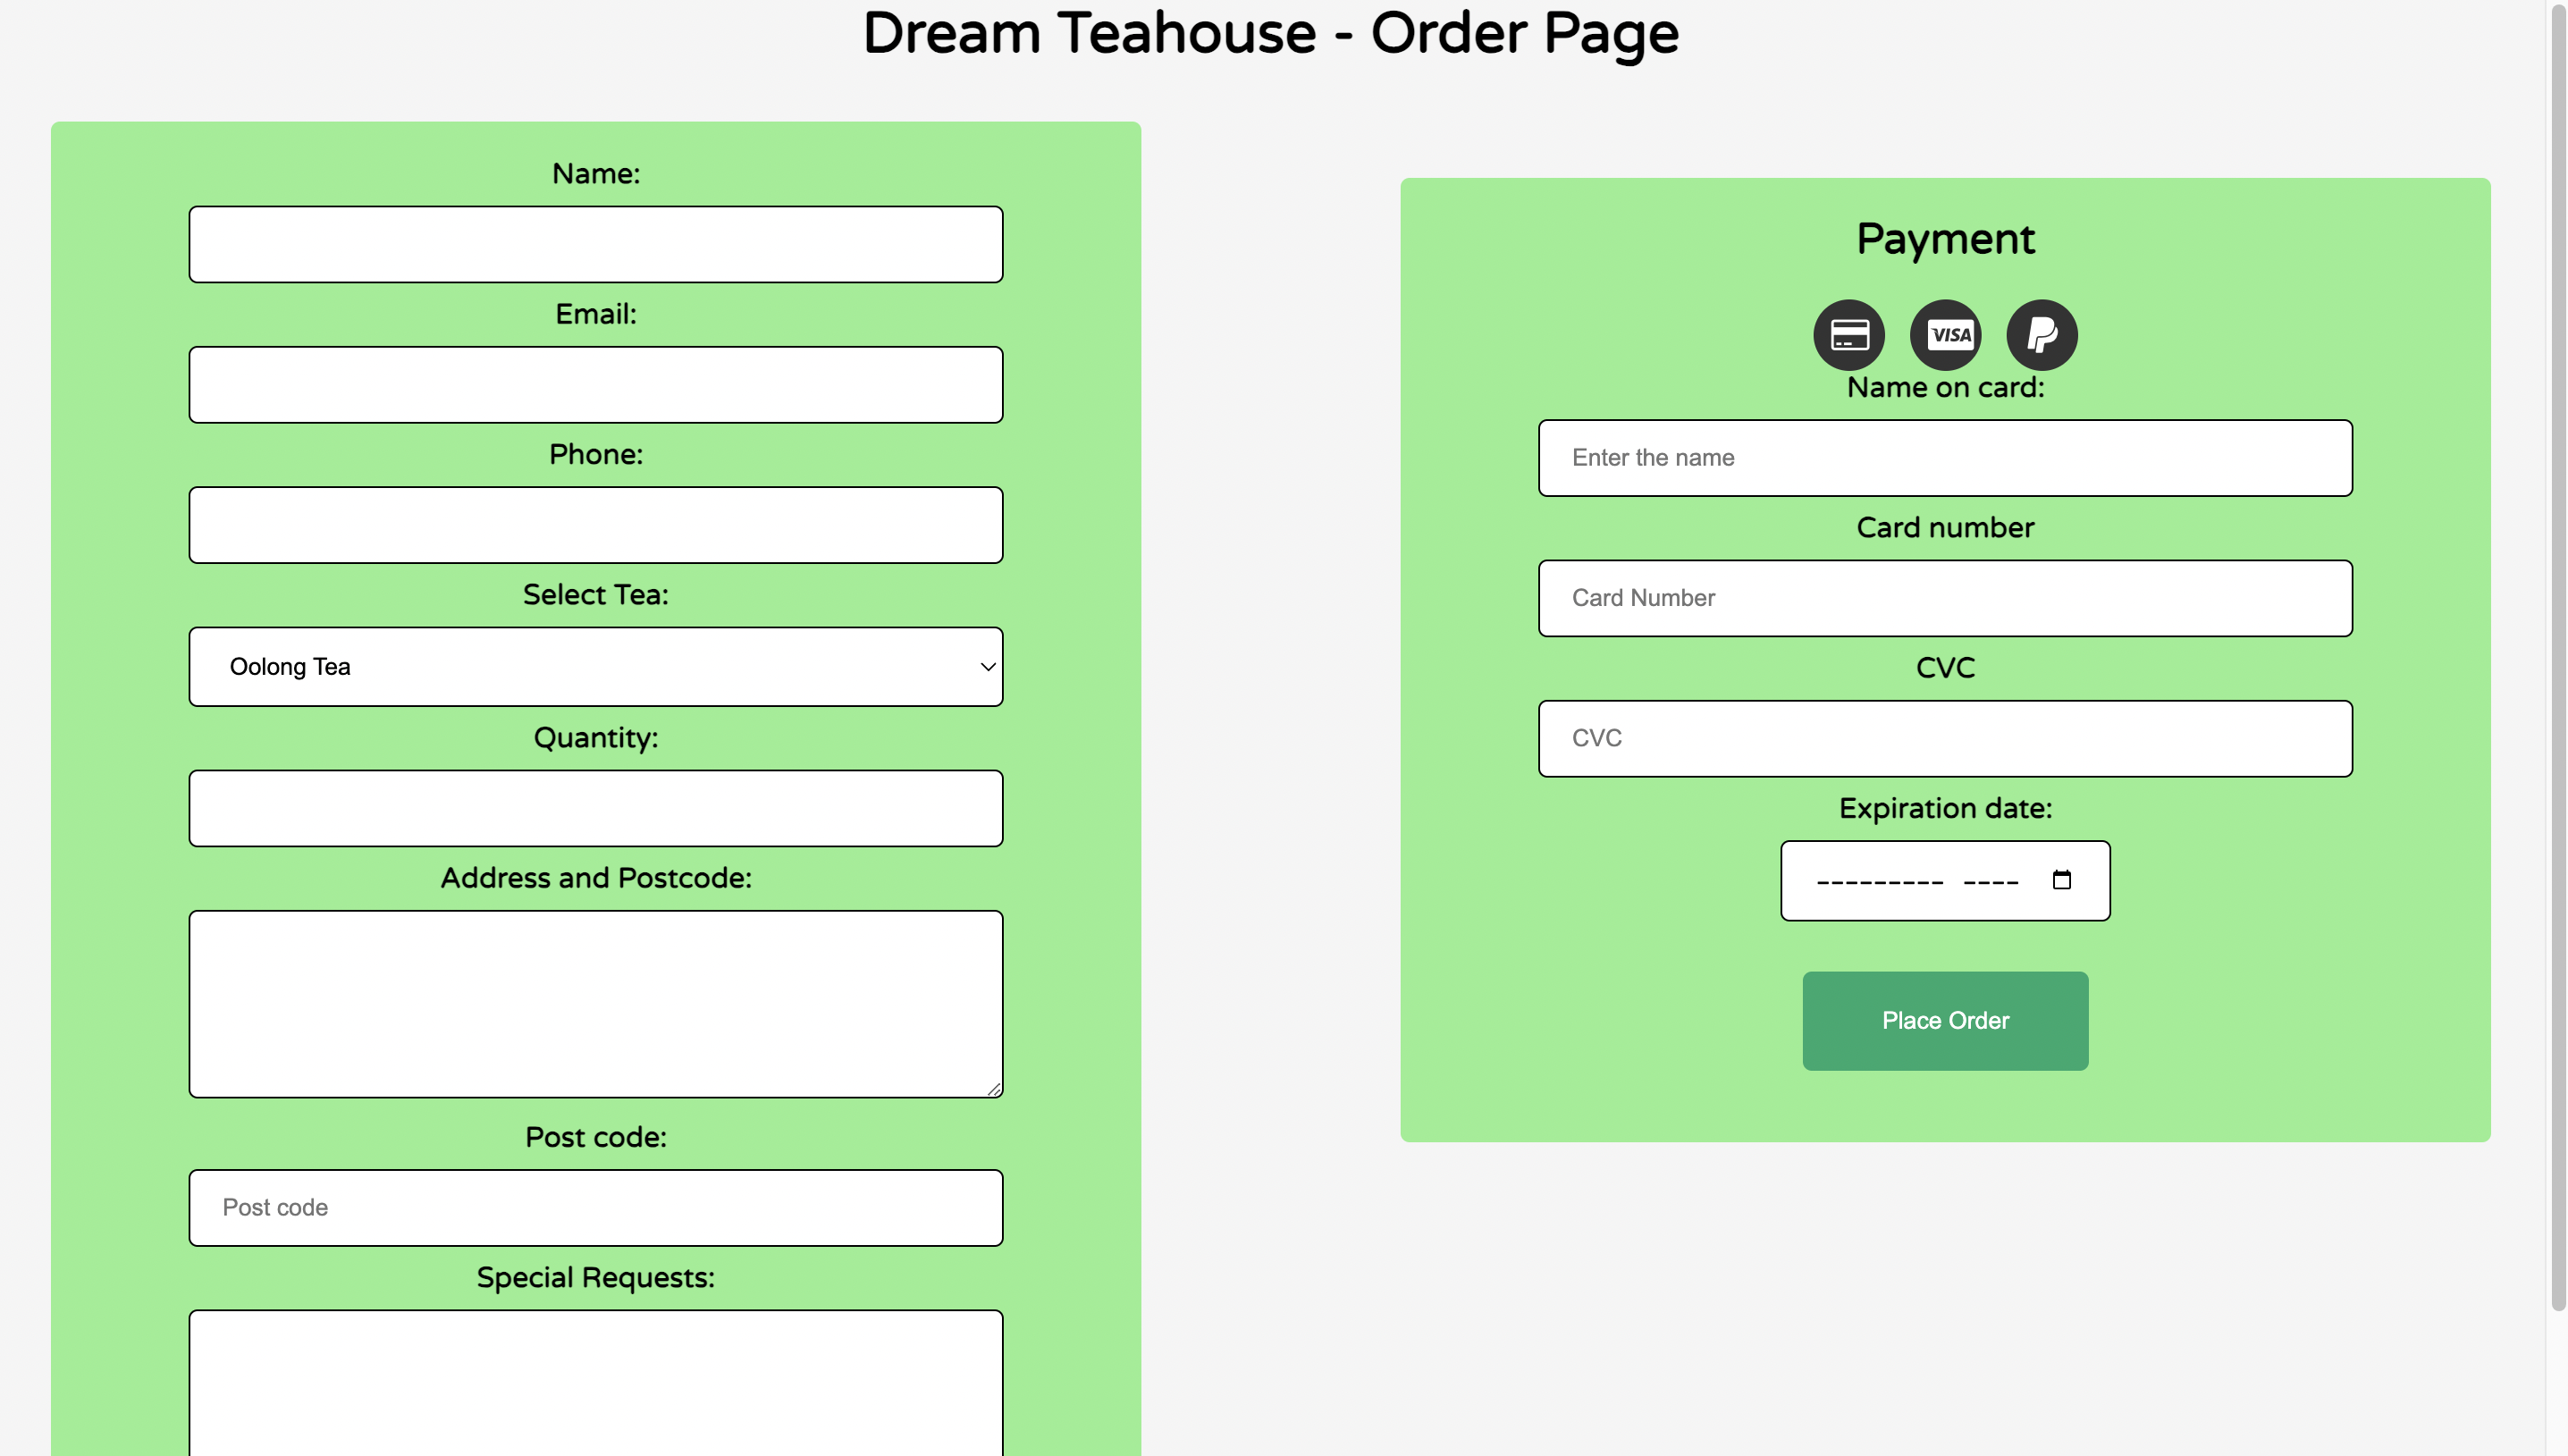 Dream Teahouse - Order Page
Name:
Email:
Phone:
Select Tea:
Oolong Tea
Quantity:
Address and Postcode:
Post code:
Post code
Special Requests:
Payment
VISA
Name on card:
Enter the name
Card number
Card Number
CVC
CVC
Expiration date:
--------- ----
Place Order